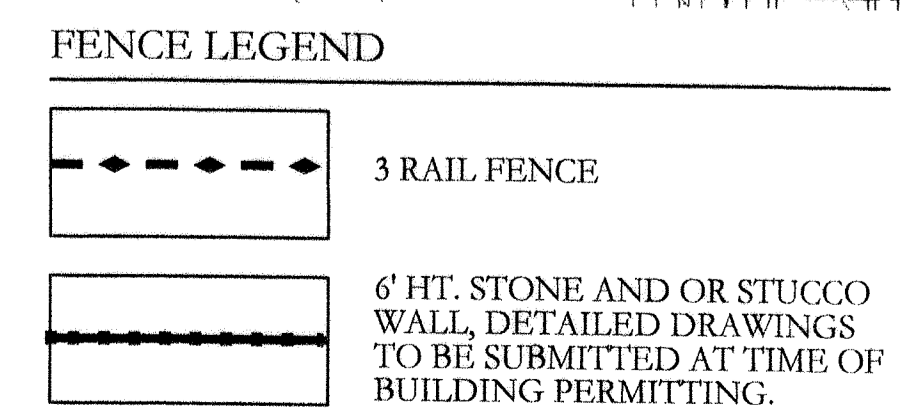 FENCE LEGEND
3 RAIL FENCE
6' HT. STONE AND OR STUCCO
WALL, DETAILED DRAWINGS
TO BE SUBMITTED AT TIME OF
BUILDING PERMITTING.